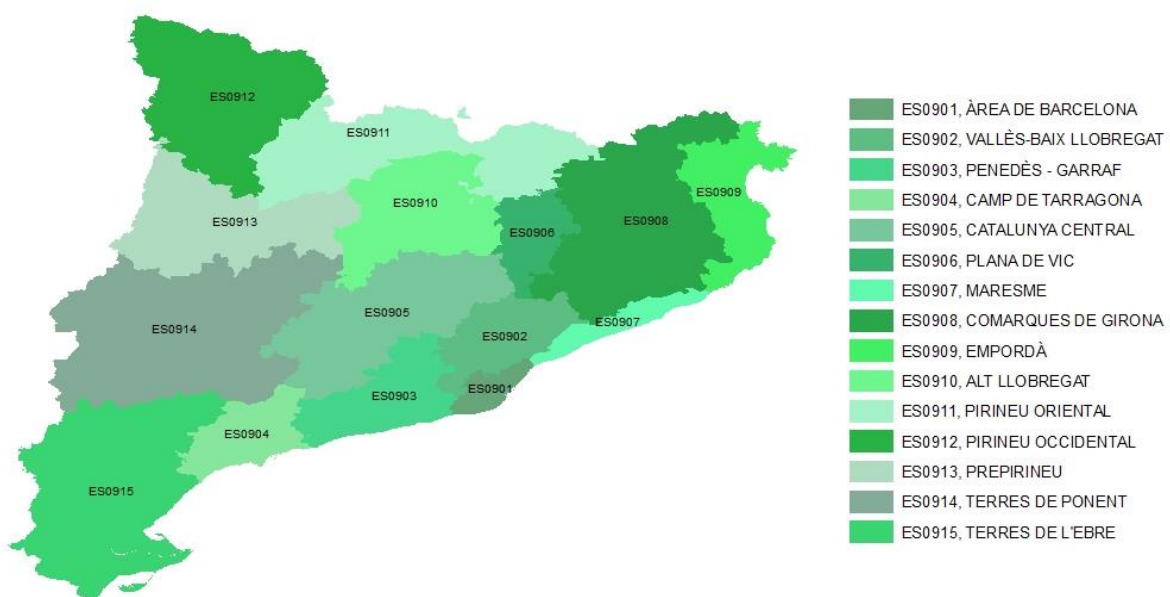 ES0912
ES0911
ES0909
ES0910
ES0913
ES0908
ES0906
ES0914
ES0905
ES0907
ES0902
ES0901
ES0903
ES0904
ES0915
ES0901, ÀREA DE BARCELONA
ES0902, VALLÈS-BAIX LLOBREGAT
ES0903, PENEDÈS - GARRAF
ES0904, CAMP DE TARRAGONA
ES0905, CATALUNYA CENTRAL
ES0906, PLANA DE VIC
ES0907, MARESME
ES0908, COMARQUES DE GIRONA
ES0909, EMPORDÀ
ES0910, ALT LLOBREGAT
ES0911, PIRINEU ORIENTAL
ES0912, PIRINEU OCCIDENTAL
ES0913, PREPIRINEU
ES0914, TERRES DE PONENT
ES0915, TERRES DE L'EBRE